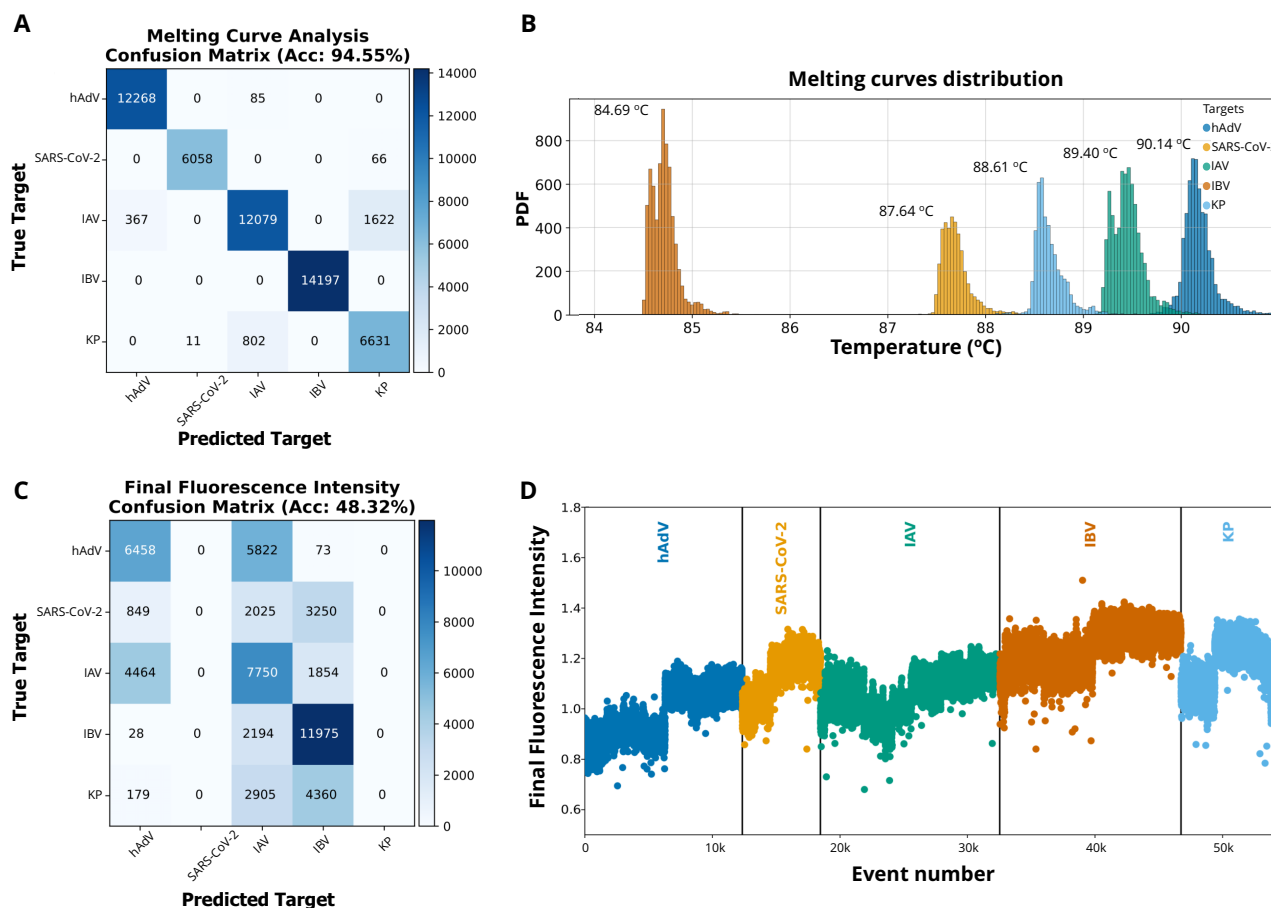 A
Melting Curve Analysis
Confusion Matrix (Acc: 94.55%)
True Target
hAdV 12268 0 85 0 0
SARS-CoV-2 0 6058 0 0 66
IAV 367 0 12079 0 1622
IBV 0 0 0 14197 0
KP 0 11 802 0 6631
hAdV SARS-CoV-2 IAV IBV KP
Predicted Target
14000
12000
10000
8000
6000
4000
2000
0
B
Melting curves distribution
PDF
800
600
400
200
0
84.69 °C
87.64 °C
88.61 °C
89.40 °C
90.14 °C
Targets
hAdV
SARS-CoV-
IAV
IBV
KP
84 85 86 87 88 89 90
Temperature (°C)
C
Final Fluorescence Intensity
Confusion Matrix (Acc: 48.32%)
True Target
hAdV 6458 0 5822 73 0
SARS-CoV-2 849 0 2025 3250 0
IAV 4464 0 7750 1854 0
IBV 28 0 2194 11975 0
KP 179 0 2905 4360 0
hAdV SARS-CoV-2 IAV IBV KP
Predicted Target
10000
8000
6000
4000
2000
0
D
Final Fluorescence Intensity
1.8
1.6
1.4
1.2
1.0
0.8
0.6
hAdV
SARS-CoV-2
IAV
IBV
KP
0 10k 20k 30k 40k 50k
Event number